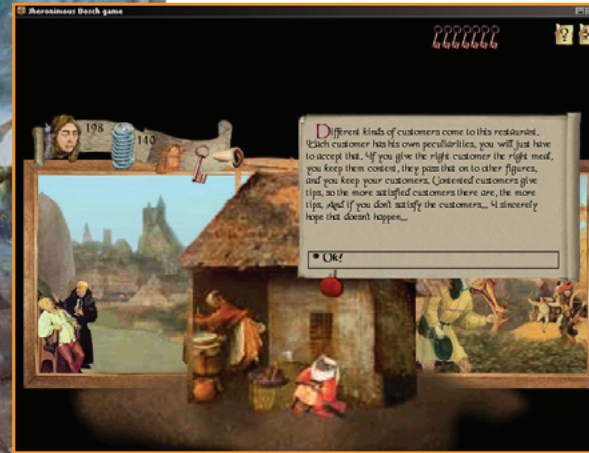 Jheronimous Bosch game
?
198
140
Different kinds of customers come to this restaurant.
Each customer has his own peculiarities, you will just have
to accept that. If you give the right customer the right meal,
you keep them content, they pass that on to other figures,
and you keep your customers. Contented customers give
tips, so the more satisfied customers there are, the more
tips. And if you don't satisfy the customers... I sincerely
hope that doesn't happen...
* Ok!